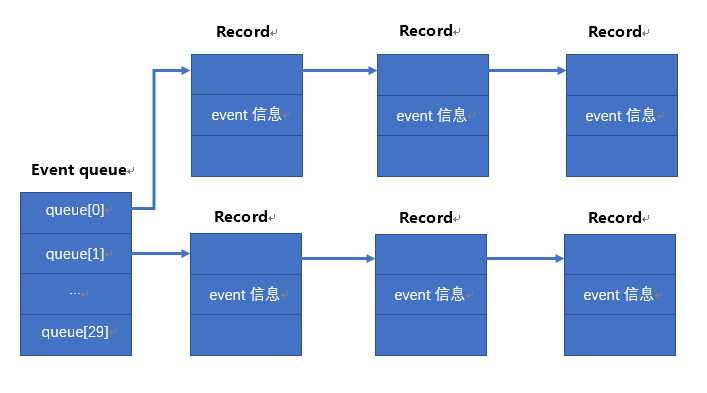 Record
Record
Record
event 信息
event 信息
event 信息
Event queue
queue[0]
queue[1]
...
queue[29]
Record
Record
Record
event 信息
event 信息
event 信息